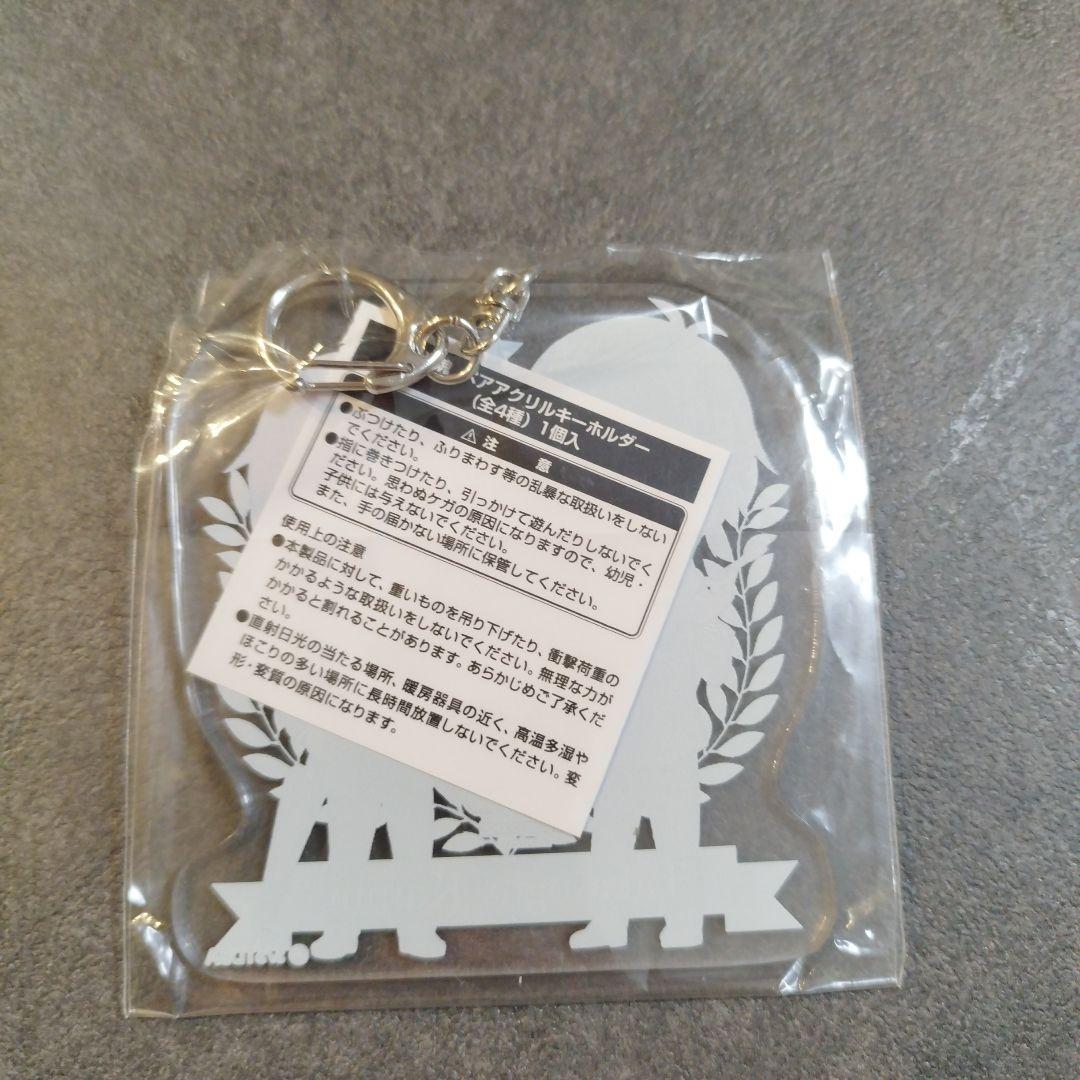 ペアアクリルキーホルダー
(全4種) 1個入
⚠注 意
●ぶつけたり、ふりまわす等の乱暴な取扱いをしない
でください。
●指に巻きつけたり、引っかけて遊んだりしないでく
ださい。思わぬケガの原因になりますので、幼児・
子供には与えないでください。
また、手の届かない場所に保管してください。
使用上の注意
●本製品に対して、重いものを吊り下げたり、衝撃荷重の
かかるような取扱いをしないでください。無理な力が
かかると割れることがあります。あらかじめご了承くだ
さい。
●直射日光の当たる場所、暖房器具の近く、高温多湿や
ほこりの多い場所に長時間放置しないでください。変
形・変質の原因になります。